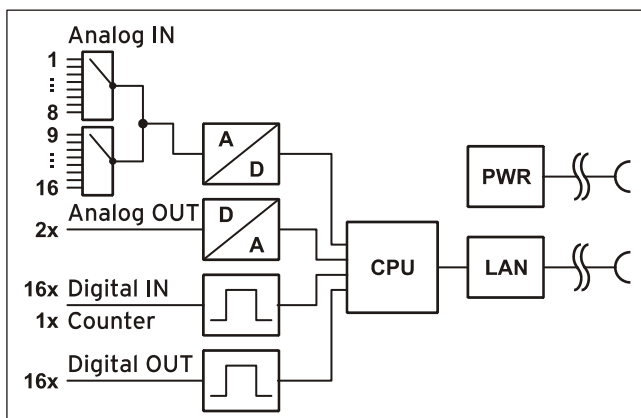 Analog IN
1
8
9
16
A
D
PWR
Analog OUT
2x
D
A
CPU
LAN
16x Digital IN
1x Counter
Digital OUT
16x